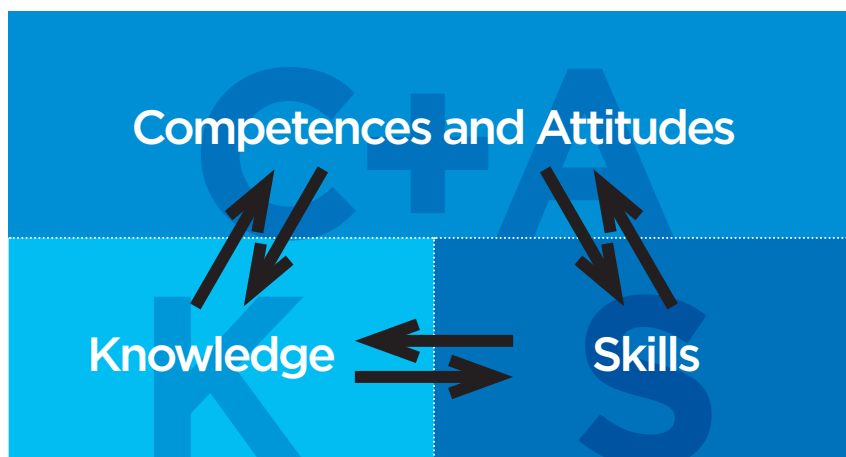 C+A
Competences and Attitudes
K
Knowledge
S
Skills